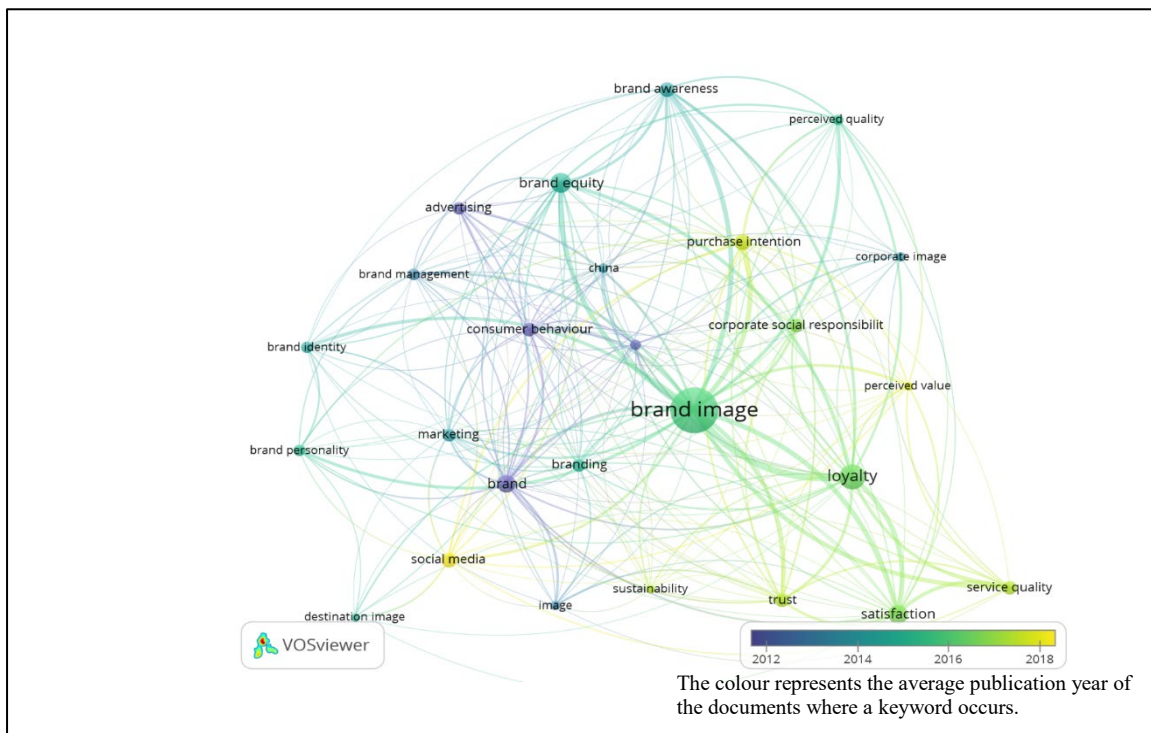 brand awareness
perceived quality
brand equity
advertising
purchase intention
corporate image
china
brand management
consumer behaviour
corporate social responsibilit
brand identity
perceived value
brand image
marketing
brand personality
branding
loyalty
brand
social media
sustainability
service quality
image
trust
satisfaction
destination image
VOSviewer
2012 2014 2016 2018
The colour represents the average publication year of
the documents where a keyword occurs.